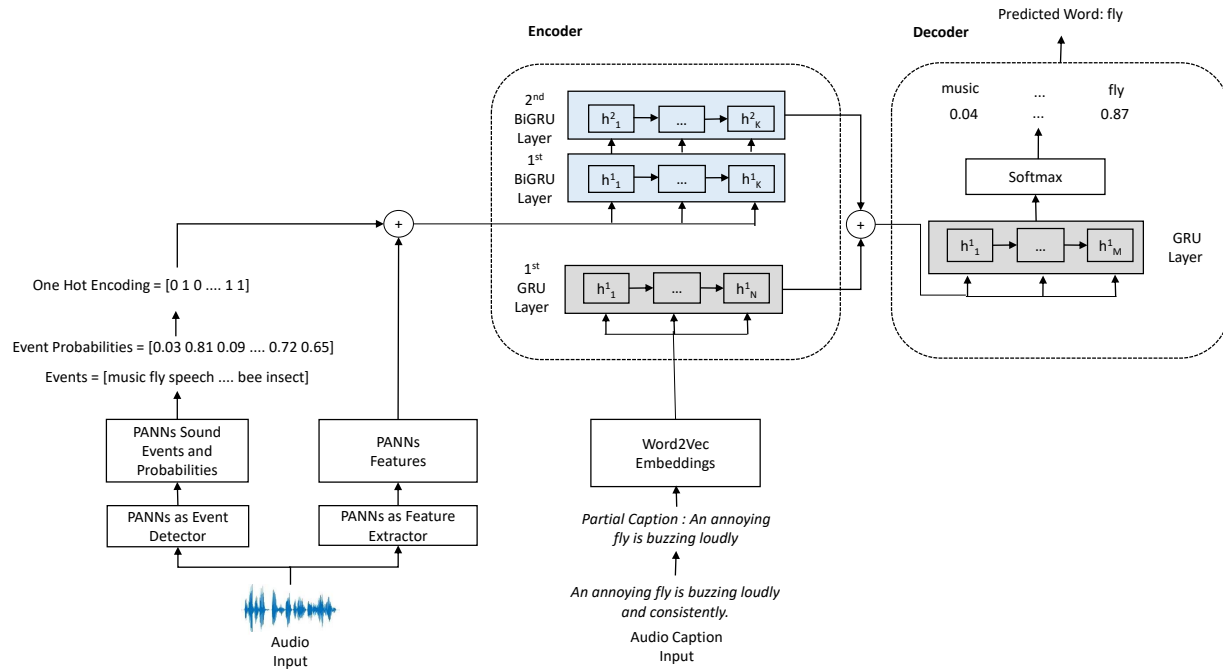 Predicted Word: fly
Encoder
Decoder
music ... fly
0.04 ... 0.87
2nd
BiGRU
Layer
h²₁ ... h²K
1st
BiGRU
Layer
h¹₁ ... h¹K
Softmax
+
+
One Hot Encoding = [0 1 0 .... 1 1]
1st
GRU
Layer
h¹₁ ... h¹N
h¹₁ ... h¹M
GRU
Layer
Event Probabilities = [0.03 0.81 0.09 .... 0.72 0.65]
Events = [music fly speech .... bee insect]
PANNs Sound
Events and
Probabilities
PANNs
Features
Word2Vec
Embeddings
PANNs as Event
Detector
PANNs as Feature
Extractor
Partial Caption : An annoying
fly is buzzing loudly
An annoying fly is buzzing loudly
and consistently.
Audio
Input
Audio Caption
Input